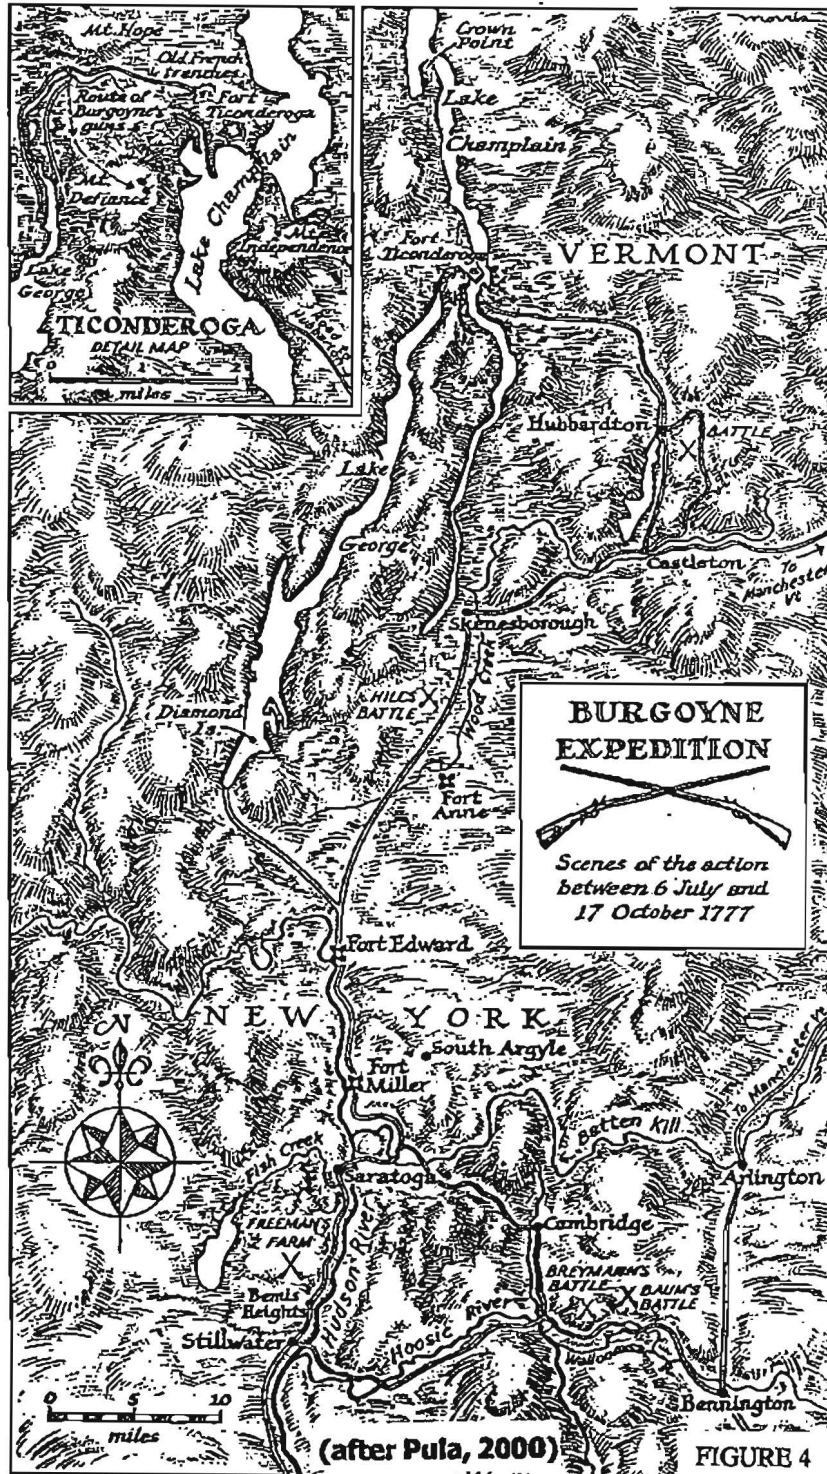 Mt. Hope
Old French
trenches
Route of
Burgoyne's
guns
Fort
Ticonderoga
Mt.
Defiance
Lake Champlain
Mt.
Independence
Lake
George
TICONDEROGA
DETAIL MAP
0 1 2
miles
Crown
Point
Lake
Champlain
Fort
Ticonderoga
VERMONT
Hubbardton
BATTLE
Lake
George
Castleton
To
Manchester
Vt
Skenesborough
Wood Creek
HILL'S
BATTLE
Diamond
Is.
Fort
Anne
BURGOYNE
EXPEDITION
Scenes of the action
between 6 July and
17 October 1777
Fort Edward
N
NEW YORK
South Argyle
Fort
Miller
To Manchester Vt
Batten Kill
Fish Creek
Saratoga
Arlington
FREEMAN'S
FARM
Cambridge
Hudson River
BREYMANN'S
BATTLE
BAUM'S
BATTLE
Bemis
Heights
Hoosic River
Stillwater
Bennington
0 5 10
miles
(after Pula, 2000)
FIGURE 4